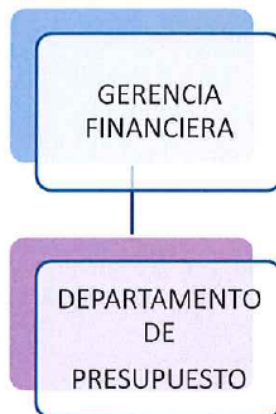 GERENCIA
FINANCIERA
DEPARTAMENTO
DE
PRESUPUESTO